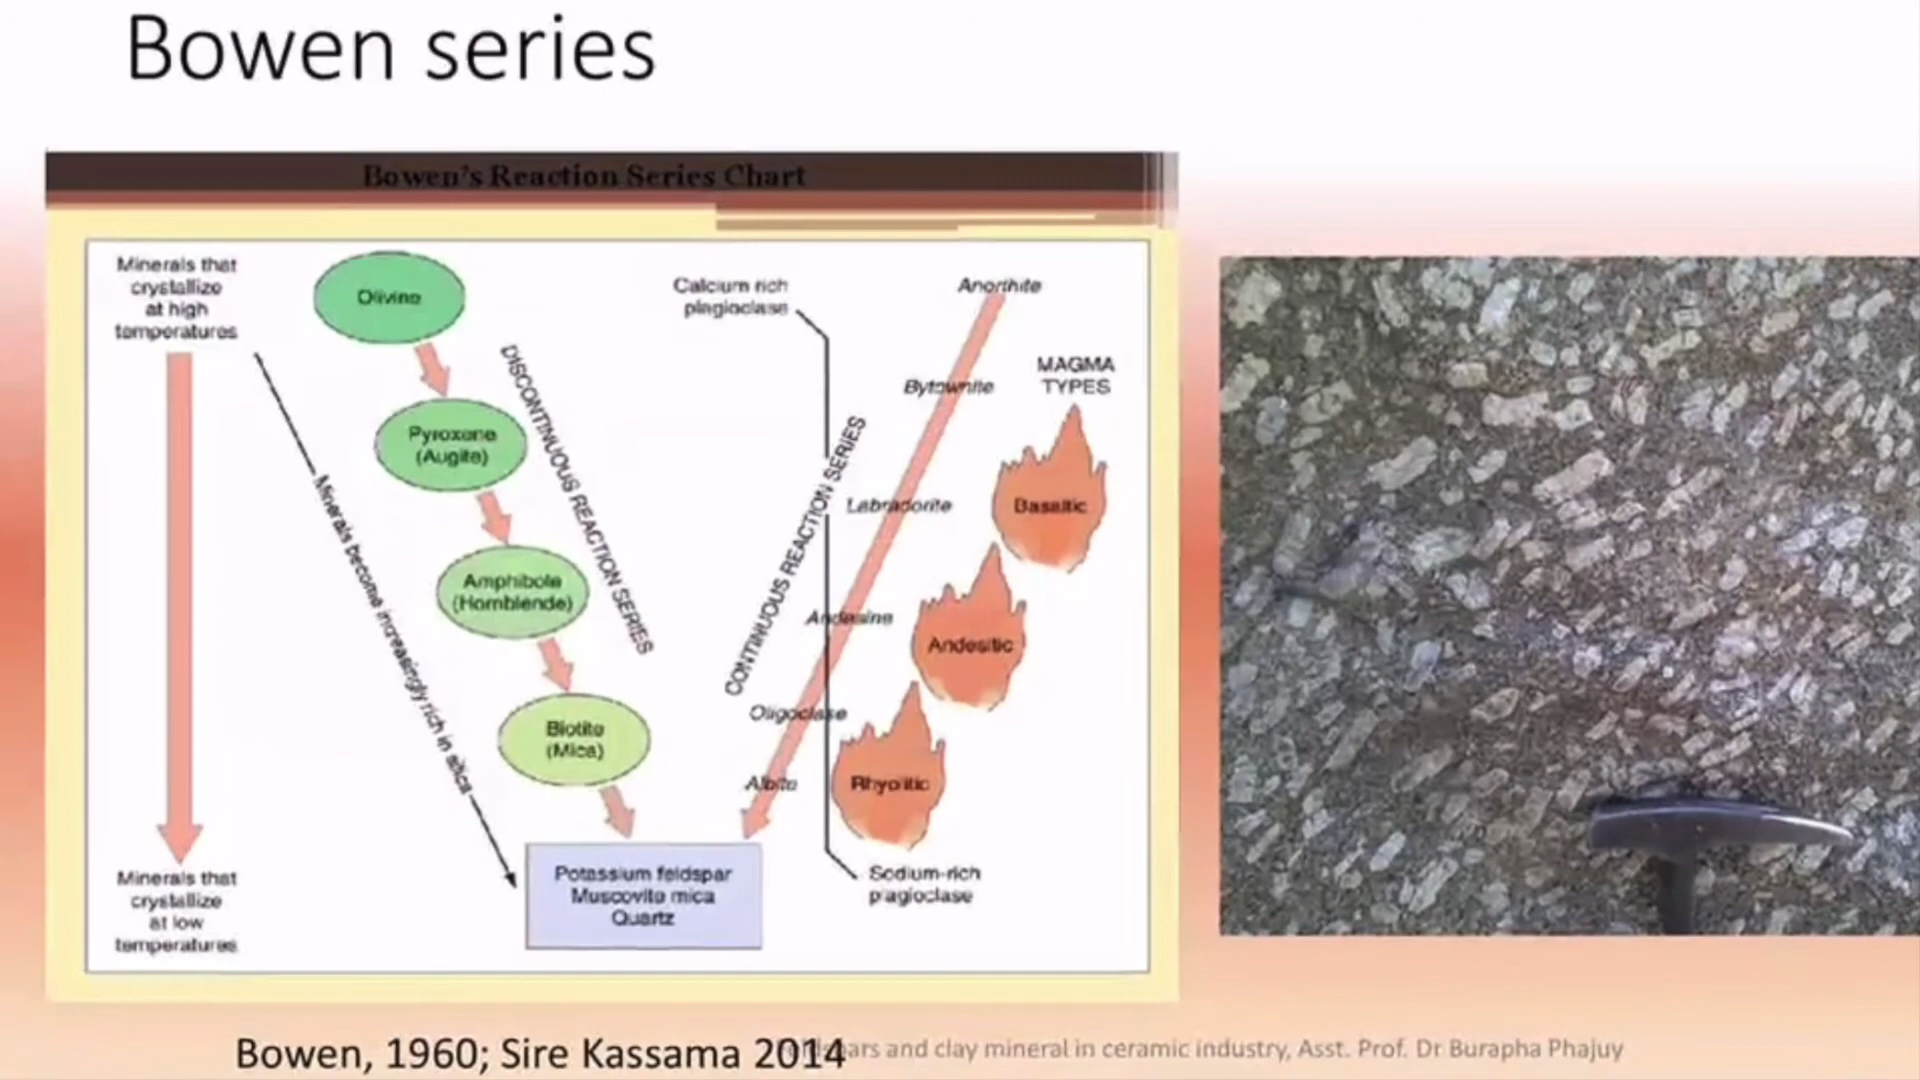 Bowen series
Bowen's Reaction Series Chart
Minerals that
crystallize
at high
temperatures
Minerals become increasingly rich in silica
Minerals that
crystallize
at low
temperatures
Olivine
Pyroxene
(Augite)
Amphibole
(Hornblende)
Biotite
(Mica)
DISCONTINUOUS REACTION SERIES
Potassium feldspar
Muscovite mica
Quartz
Calcium rich
plagioclase
CONTINUOUS REACTION SERIES
Anorthite
Bytownite
Labradorite
Andesine
Oligoclase
Albite
Sodium-rich
plagioclase
MAGMA
TYPES
Basaltic
Andesitic
Rhyolitic
Bowen, 1960; Sire Kassama 2014
and clay mineral in ceramic industry, Asst. Prof. Dr Burapha Phajuy